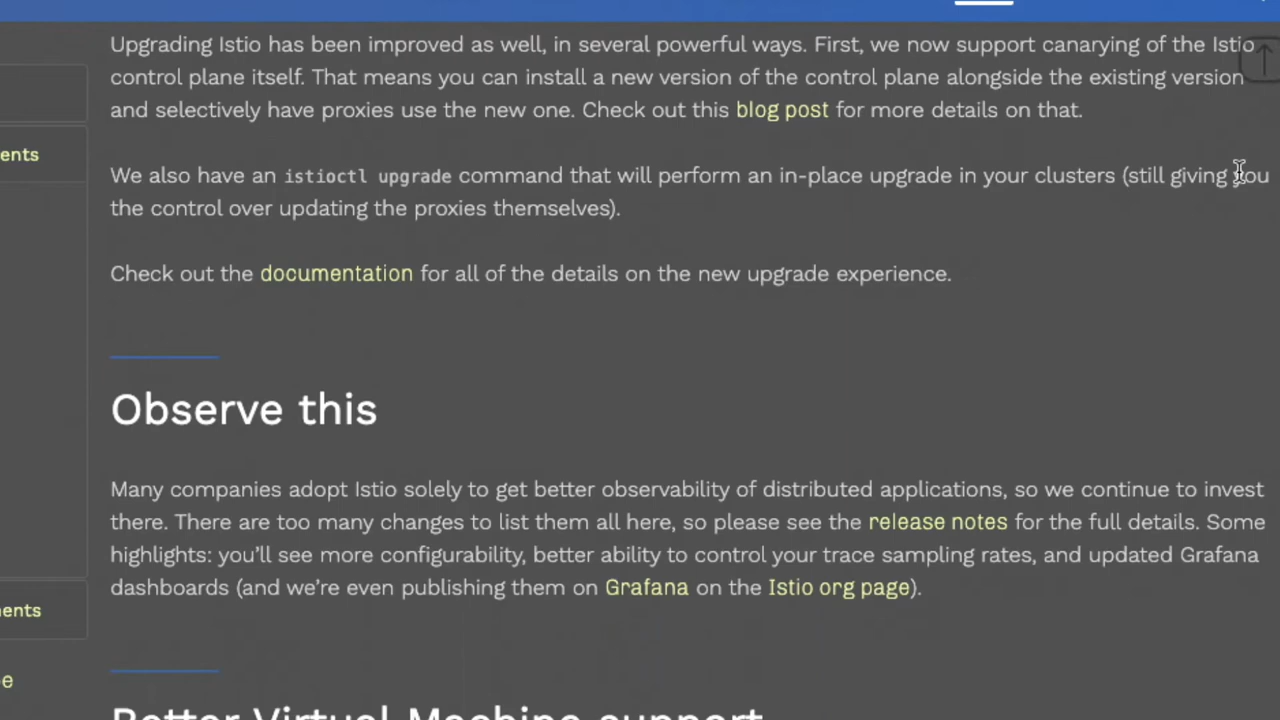 Upgrading Istio has been improved as well, in several powerful ways. First, we now support canarying of the Istio
control plane itself. That means you can install a new version of the control plane alongside the existing version
and selectively have proxies use the new one. Check out this blog post for more details on that.
ents
We also have an istioctl upgrade command that will perform an in-place upgrade in your clusters (still giving you
the control over updating the proxies themselves).
Check out the documentation for all of the details on the new upgrade experience.
Observe this
Many companies adopt Istio solely to get better observability of distributed applications, so we continue to invest
there. There are too many changes to list them all here, so please see the release notes for the full details. Some
highlights: you’ll see more configurability, better ability to control your trace sampling rates, and updated Grafana
dashboards (and we’re even publishing them on Grafana on the Istio org page).
ents
e
Better Virtual Machine support